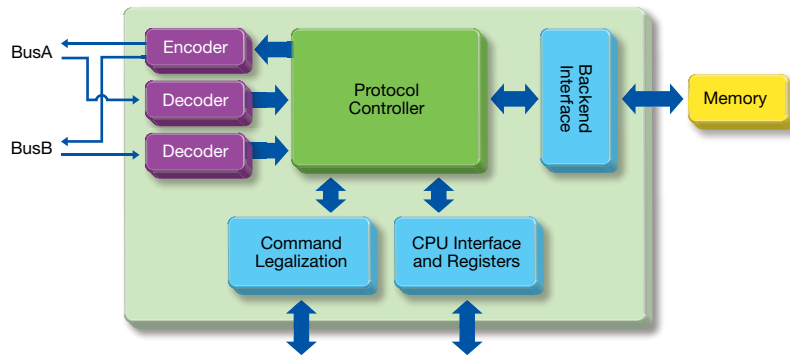 BusA
BusB
Encoder
Decoder
Decoder
Protocol
Controller
Backend
Interface
Memory
Command
Legalization
CPU Interface
and Registers